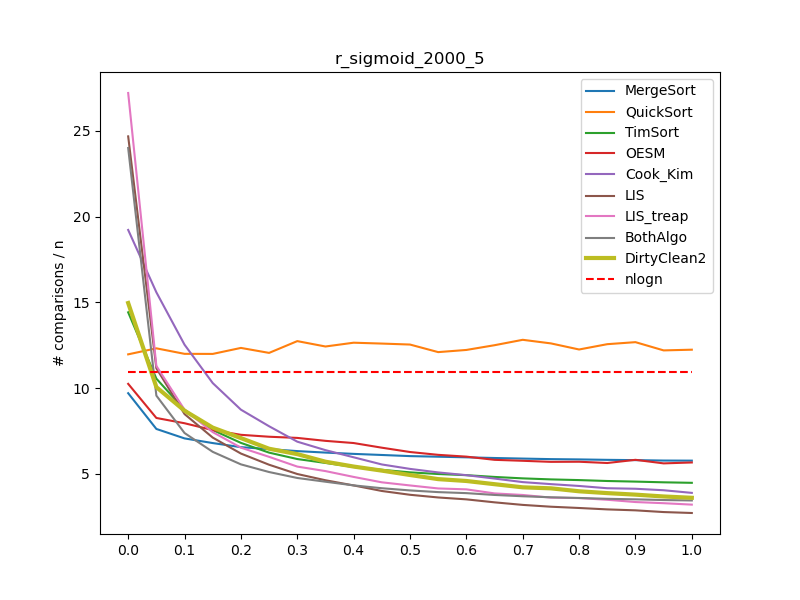 r_sigmoid_2000_5
# comparisons / n
25
20
15
10
5
0.0 0.1 0.2 0.3 0.4 0.5 0.6 0.7 0.8 0.9 1.0
MergeSort
QuickSort
TimSort
OESM
Cook_Kim
LIS
LIS_treap
BothAlgo
DirtyClean2
nlogn